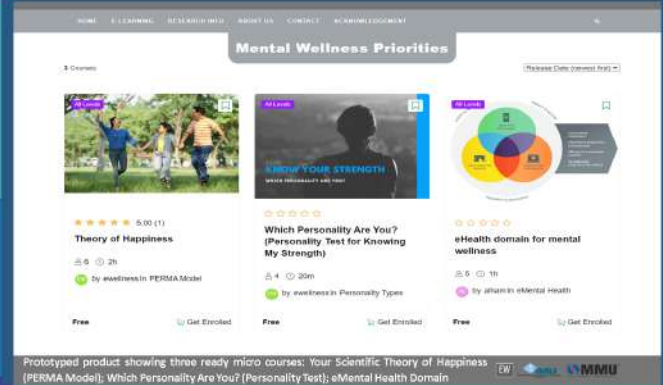 HOME E-LEARNING RESEARCH INFO ABOUT US CONTACT ACKNOWLEDGEMENT
Mental Wellness Priorities
3 Courses
Release Date (newest first)
All Levels
5.00 (1)
Theory of Happiness
6 2h
by ewellness in PERMA Model
Free
Get Enrolled
All Levels
KNOW YOUR STRENGTH
WHICH PERSONALITY ARE YOU?
Which Personality Are You?
(Personality Test for Knowing
My Strength)
4 20m
by ewellness in Personality Types
Free
Get Enrolled
All Levels
eHealth domain for mental
wellness
5 1h
by atham in eMental Health
Free
Get Enrolled
Prototyped product showing three ready micro courses: Your Scientific Theory of Happiness
(PERMA Model); Which Personality Are You? (Personality Test); eMental Health Domain
EW
MMU